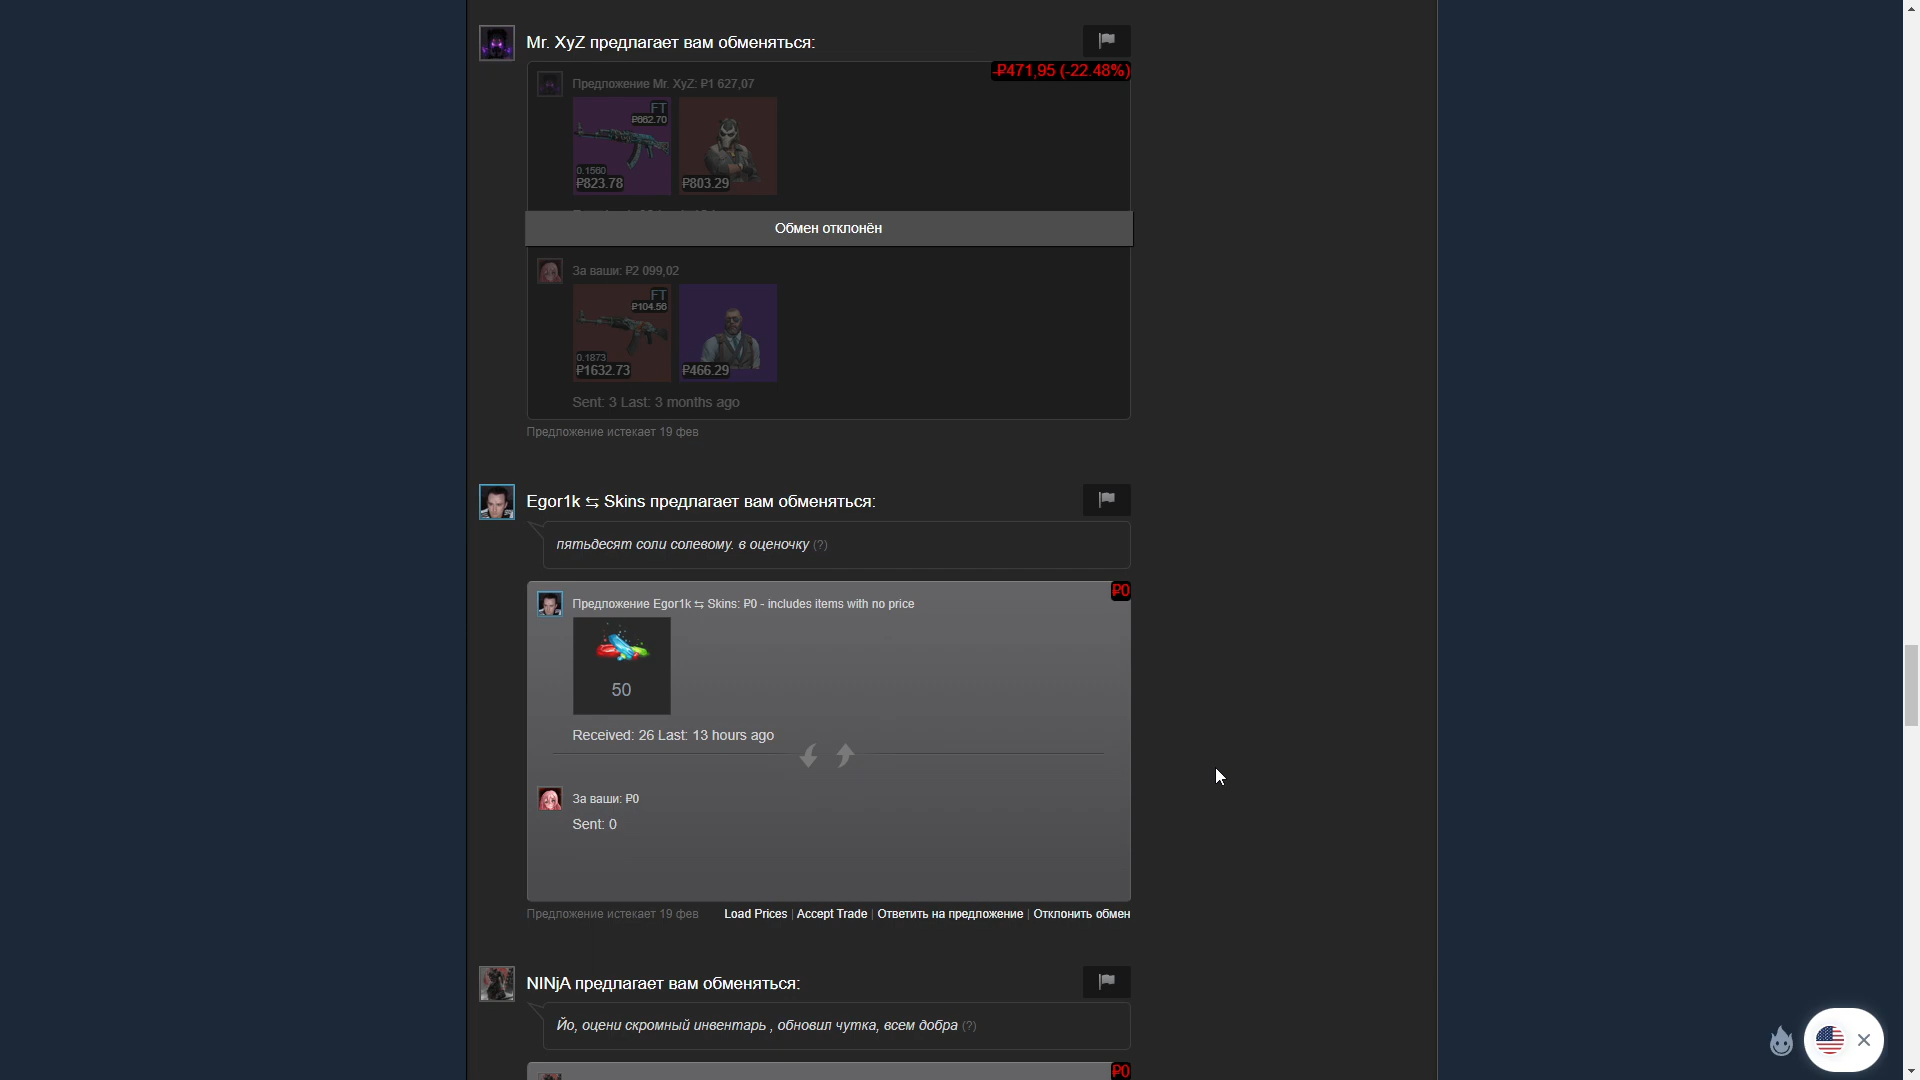 Mr. XyZ предлагает вам обменяться:
-₽471,95 (-22.48%)
Предложение Mr. XyZ: ₽1 627,07
FT
₽662.70
0.1560
₽823.78
₽803.29
Обмен отклонён
За ваши: ₽2 099,02
FT
₽104.56
0.1873
₽1632.73
₽466.29
Sent: 3 Last: 3 months ago
Предложение истекает 19 фев
Egor1k ⇆ Skins предлагает вам обменяться:
пятьдесят соли солевому. в оценочку (?)
₽0
Предложение Egor1k ⇆ Skins: ₽0 - includes items with no price
50
Received: 26 Last: 13 hours ago
За ваши: ₽0
Sent: 0
Предложение истекает 19 фев
Load Prices | Accept Trade | Ответить на предложение | Отклонить обмен
NINjA предлагает вам обменяться:
Йо, оцени скромный инвентарь , обновил чутка, всем добра (?)
₽0